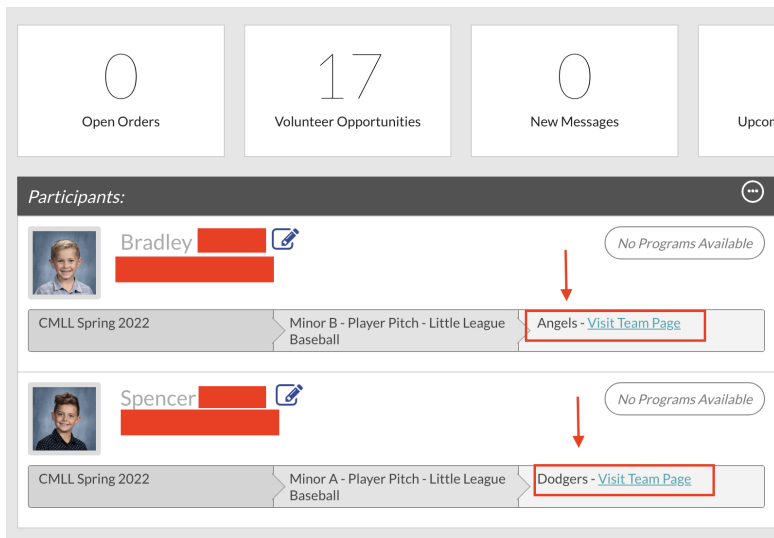 0
Open Orders
17
Volunteer Opportunities
0
New Messages
Upcon
Participants:
Bradley
No Programs Available
CMLL Spring 2022
Minor B - Player Pitch - Little League
Baseball
Angels - Visit Team Page
Spencer
No Programs Available
CMLL Spring 2022
Minor A - Player Pitch - Little League
Baseball
Dodgers - Visit Team Page